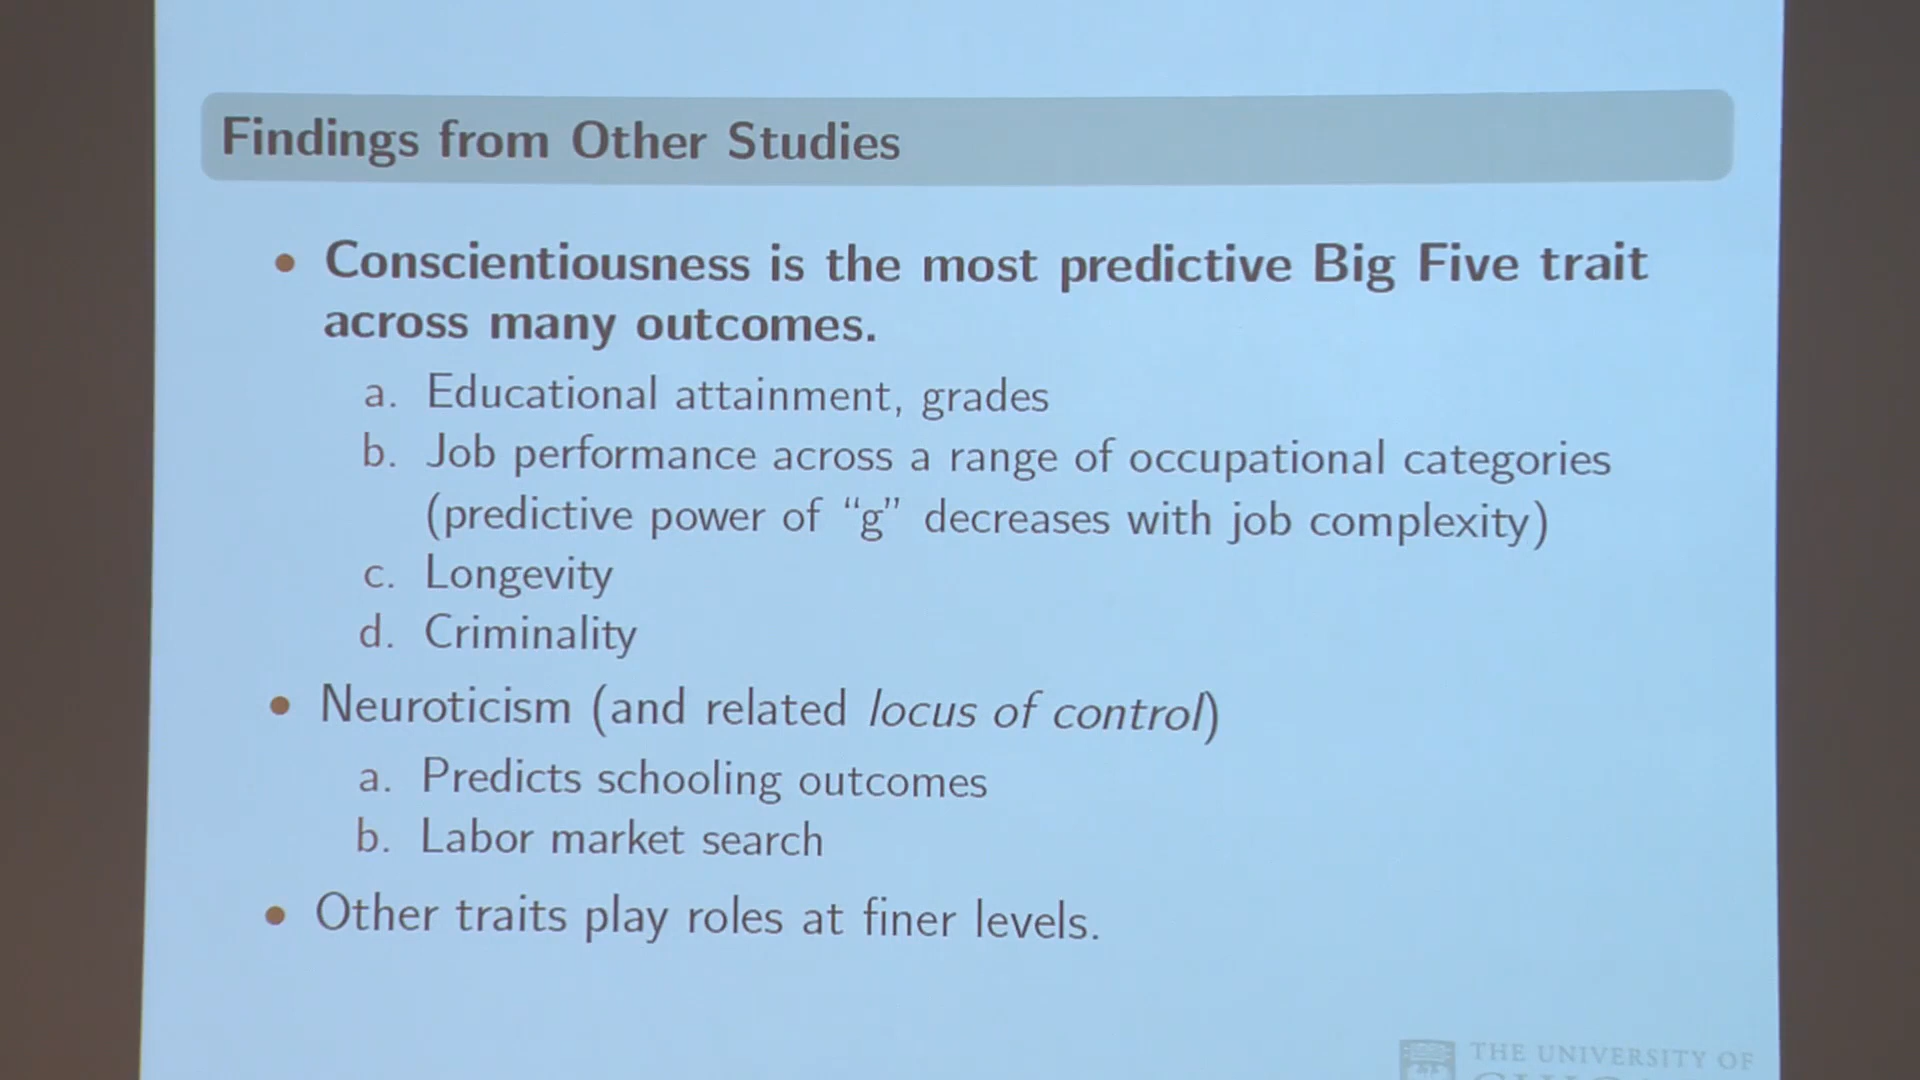 Findings from Other Studies
• Conscientiousness is the most predictive Big Five trait
across many outcomes.
a. Educational attainment, grades
b. Job performance across a range of occupational categories
(predictive power of “g” decreases with job complexity)
c. Longevity
d. Criminality
• Neuroticism (and related locus of control)
a. Predicts schooling outcomes
b. Labor market search
• Other traits play roles at finer levels.
THE UNIVERSITY OF